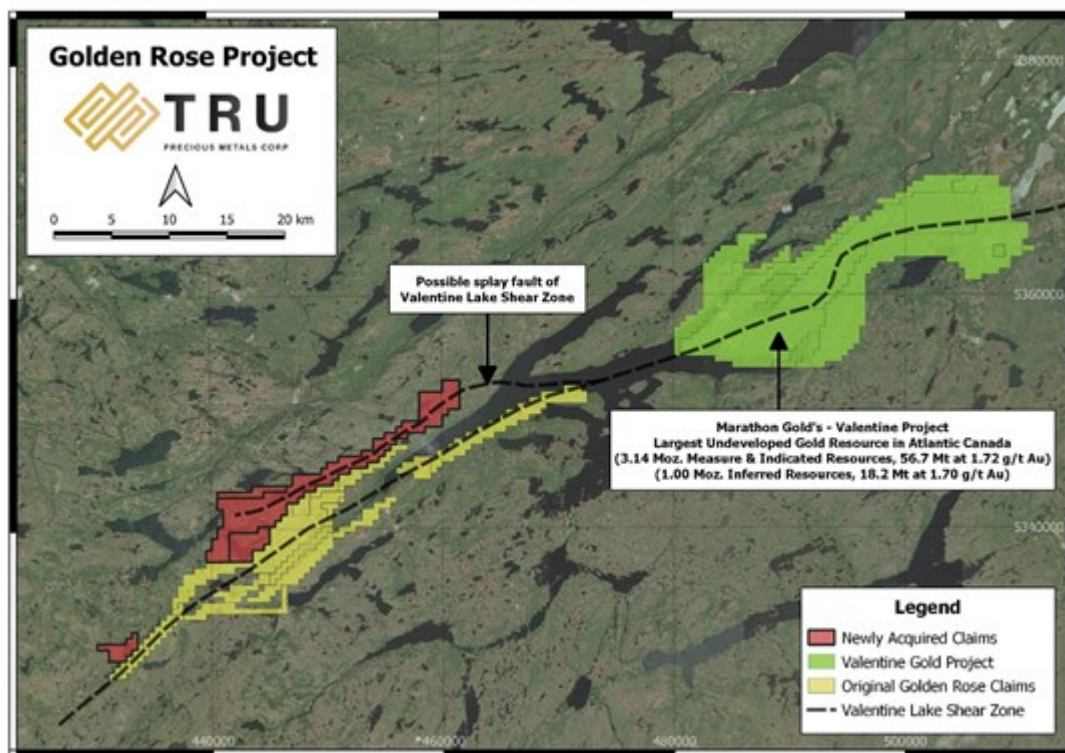 Golden Rose Project
TRU
PRECIOUS METALS CORP
0 5 10 15 20 km
5380000
Possible splay fault of
Valentine Lake Shear Zone
5360000
Marathon Gold's - Valentine Project
Largest Undeveloped Gold Resource in Atlantic Canada
(3.14 Moz. Measure & Indicated Resources, 56.7 Mt at 1.72 g/t Au)
(1.00 Moz. Inferred Resources, 18.2 Mt at 1.70 g/t Au)
5340000
Legend
Newly Acquired Claims
Valentine Gold Project
Original Golden Rose Claims
Valentine Lake Shear Zone
440000 460000 480000 500000